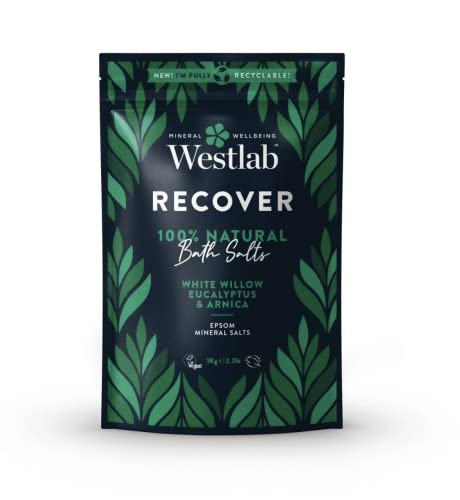 NEW! I'M FULLY RECYCLABLE!
MINERAL WELLBEING
Westlab™
RECOVER
100% NATURAL
Bath Salts
WHITE WILLOW
EUCALYPTUS
& ARNICA
EPSOM
MINERAL SALTS
Vegan 1Kg ℮ 2.2lb